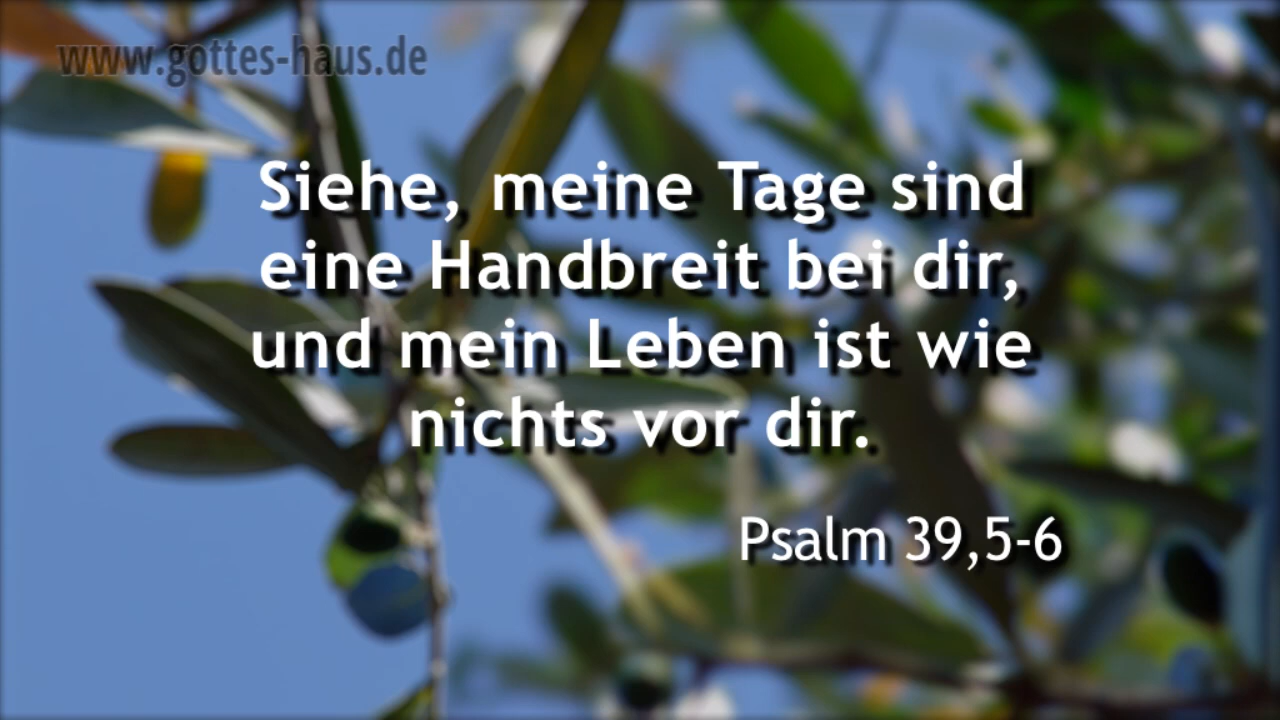 www.gottes-haus.de
Siehe, meine Tage sind
eine Handbreit bei dir,
und mein Leben ist wie
nichts vor dir.
Psalm 39,5-6